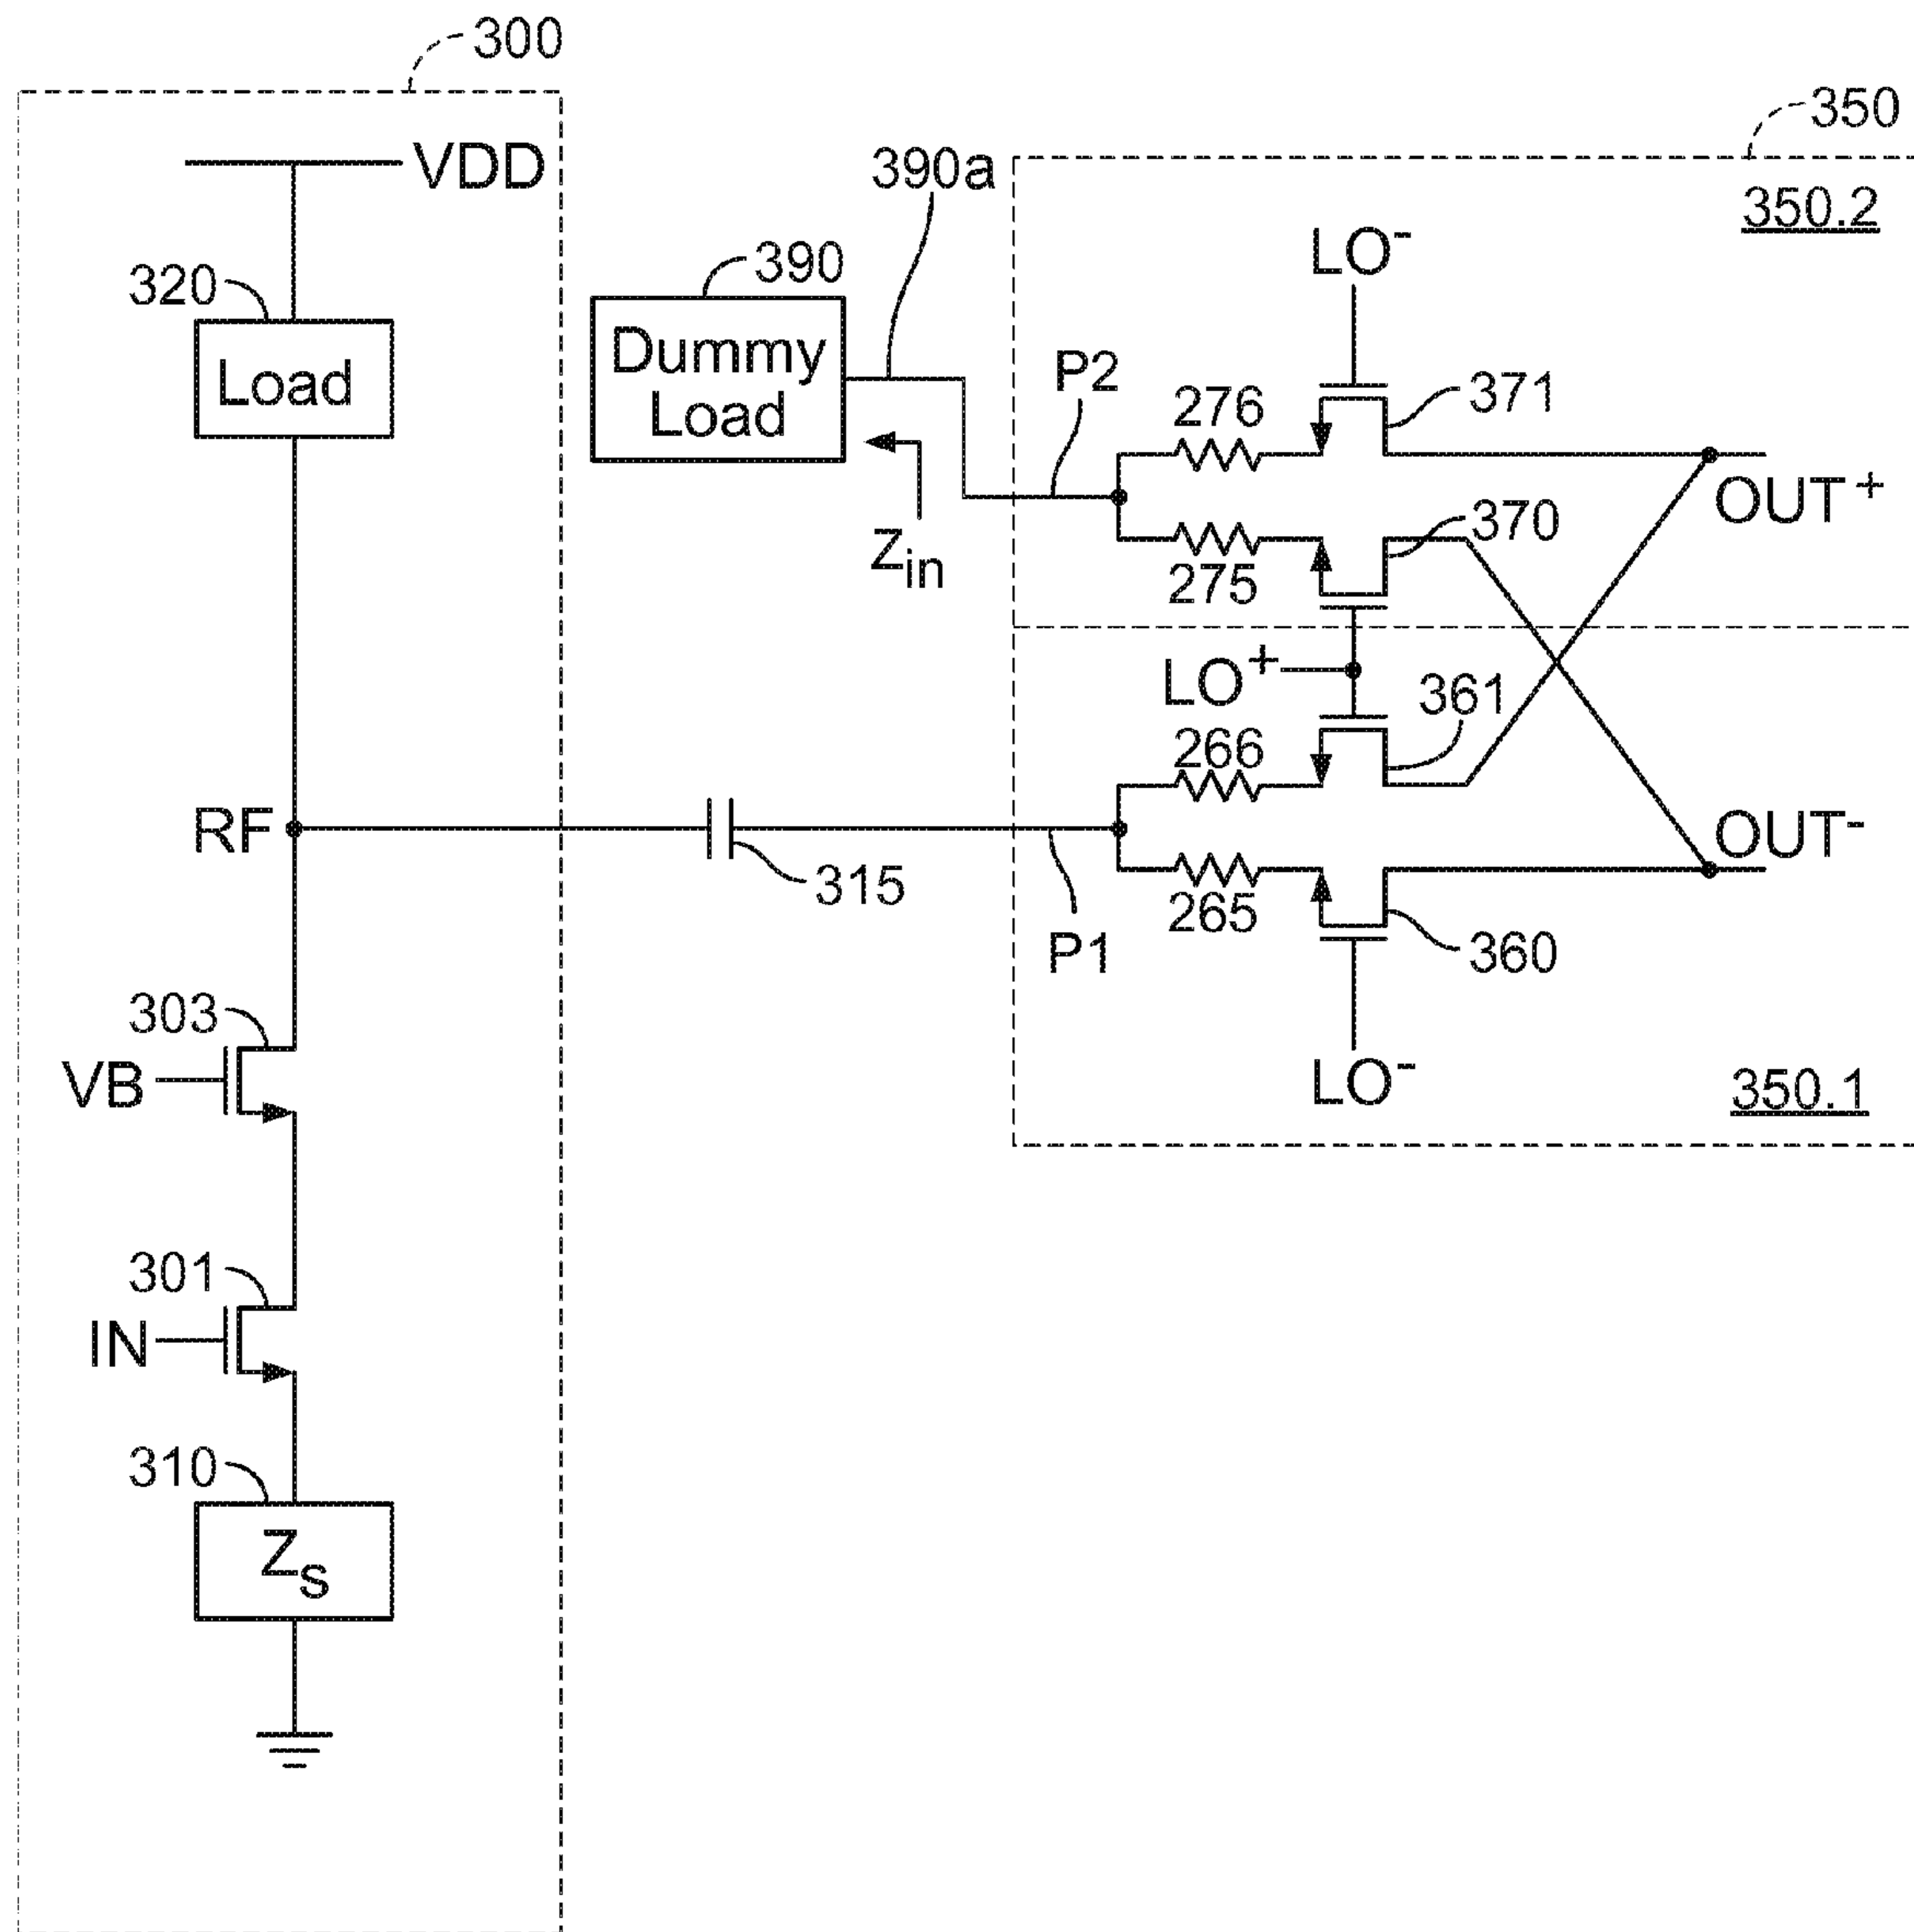 300
VDD
320
Load
RF
303
VB
301
IN
310
Zs
390
Dummy
Load
390a
Zin
315
P2
P1
350
350.2
LO-
276
371
275
370
OUT+
LO+
361
266
265
360
OUT-
LO-
350.1